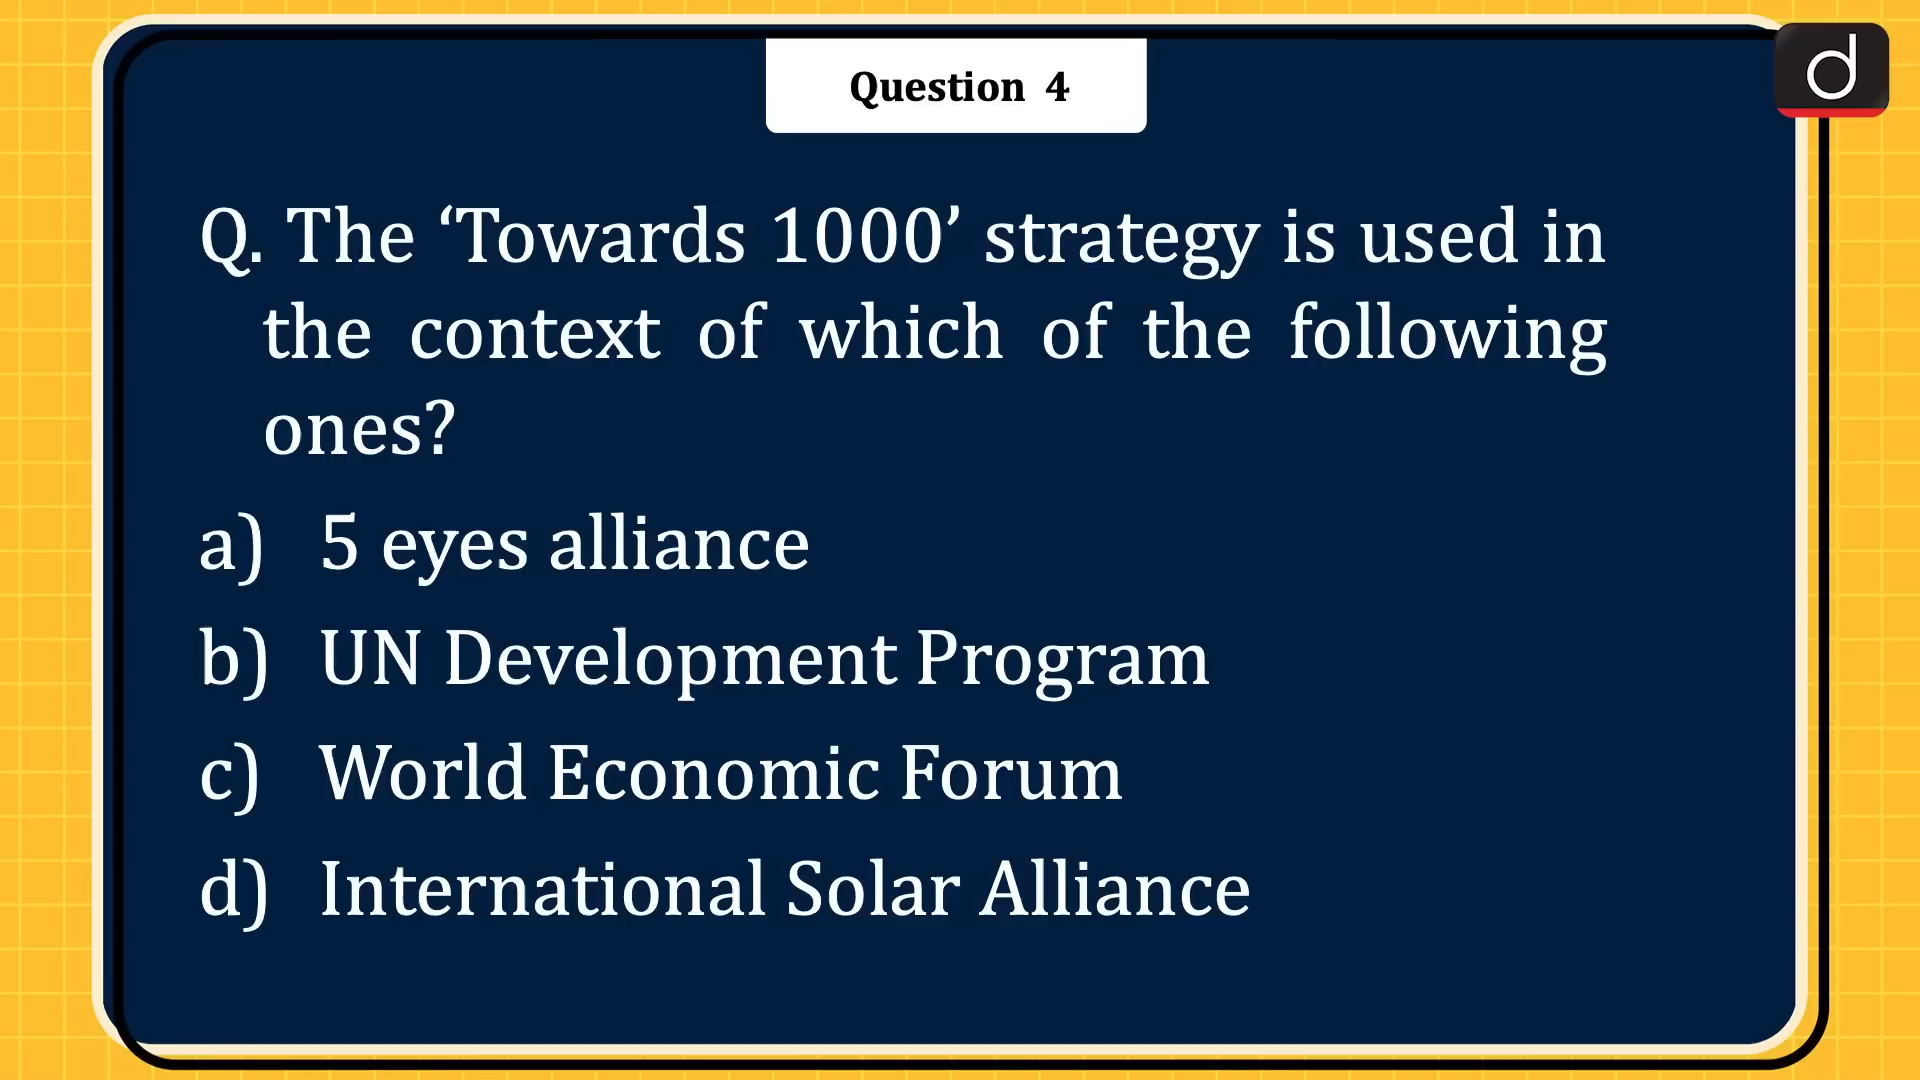 Question 4
Q. The ‘Towards 1000’ strategy is used in
the context of which of the following
ones?
a) 5 eyes alliance
b) UN Development Program
c) World Economic Forum
d) International Solar Alliance
d